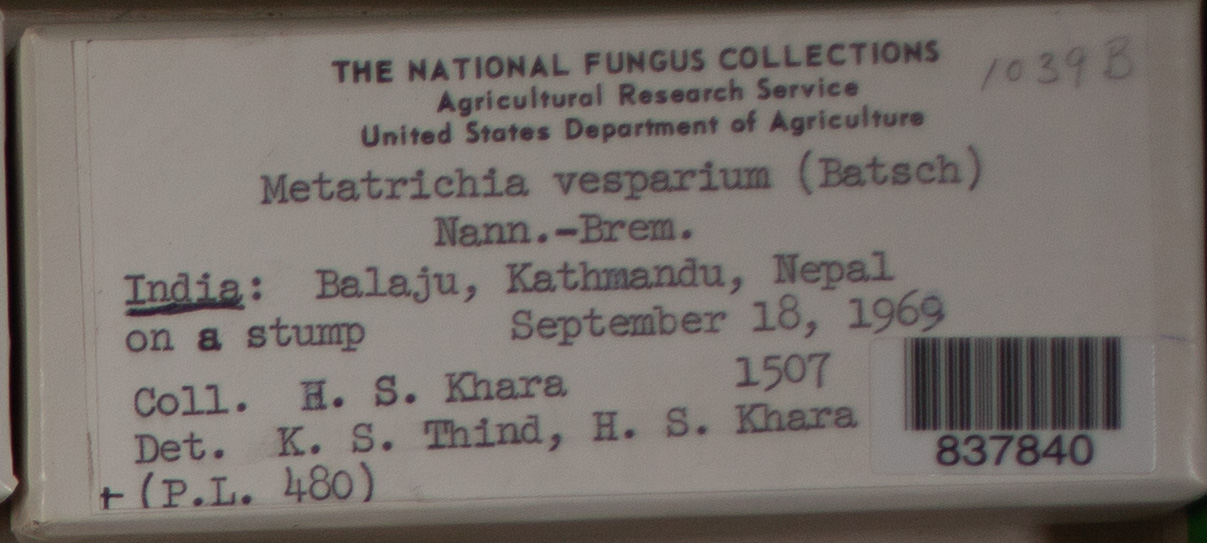 THE NATIONAL FUNGUS COLLECTIONS
1039 B
Agricultural Research Service
United States Department of Agriculture
Metatrichia vesparium (Batsch)
Nann.-Brem.
India: Balaju, Kathmandu, Nepal
on a stump September 18, 1969
Coll. H. S. Khara 1507
Det. K. S. Thind, H. S. Khara
+ (P.L. 480)
837840